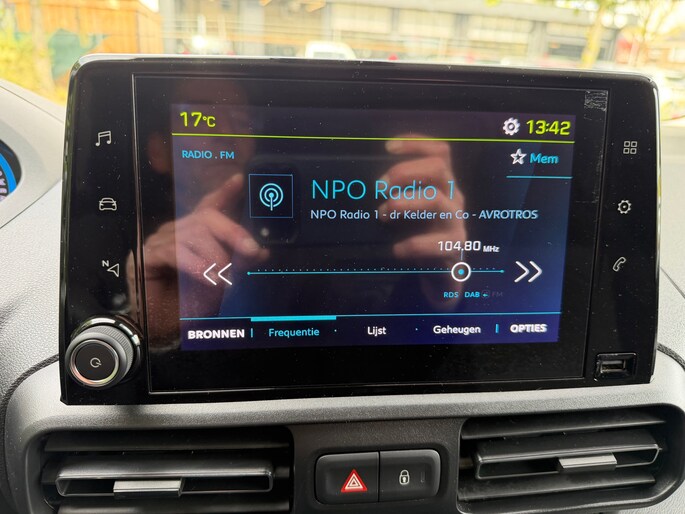 17°C
13:42
RADIO . FM
Mem
NPO Radio 1
NPO Radio 1 - dr Kelder en Co - AVROTROS
104.80 MHz
RDS DAB - FM
BRONNEN Frequentie Lijst Geheugen OPTIES
N